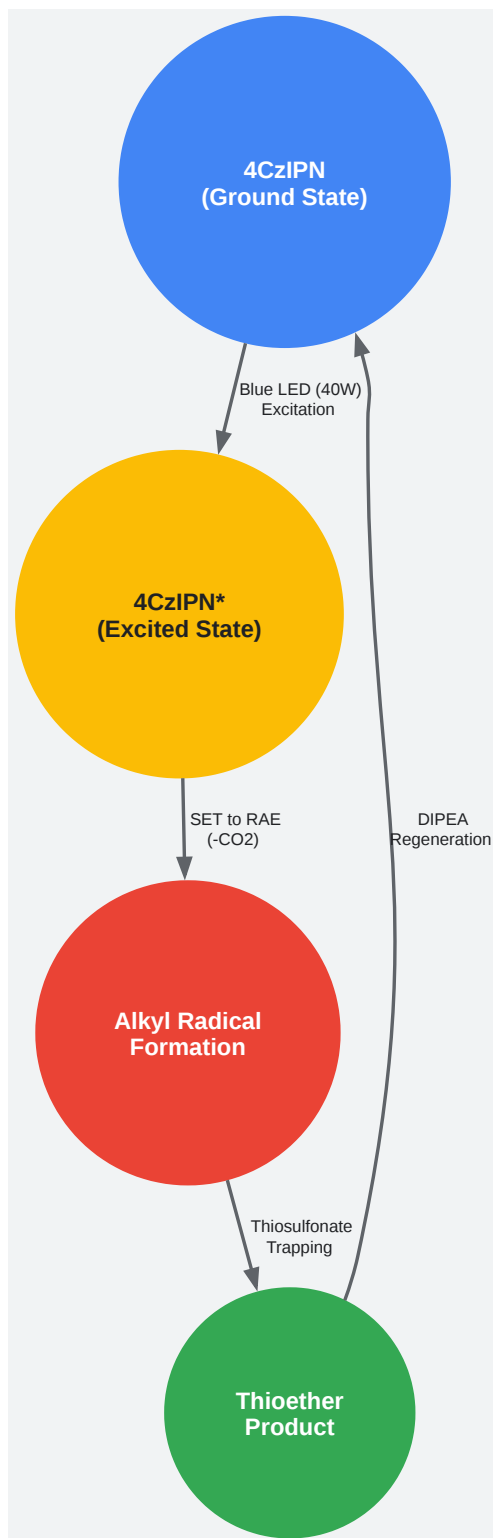 4CzIPN
(Ground State)
Blue LED (40W)
Excitation
4CzIPN*
(Excited State)
SET to RAE
(-CO2)
DIPEA
Regeneration
Alkyl Radical
Formation
Thiosulfonate
Trapping
Thioether
Product